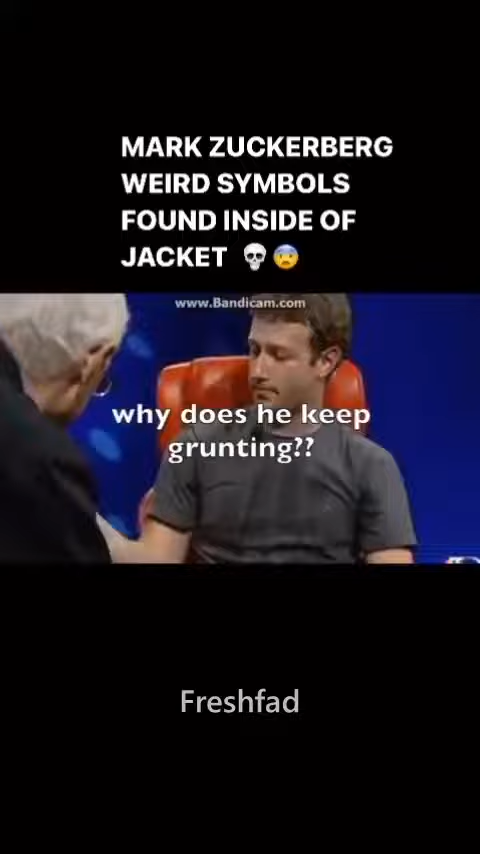 MARK ZUCKERBERG
WEIRD SYMBOLS
FOUND INSIDE OF
JACKET 💀😨
www.Bandicam.com
why does he keep
grunting??
Freshfad